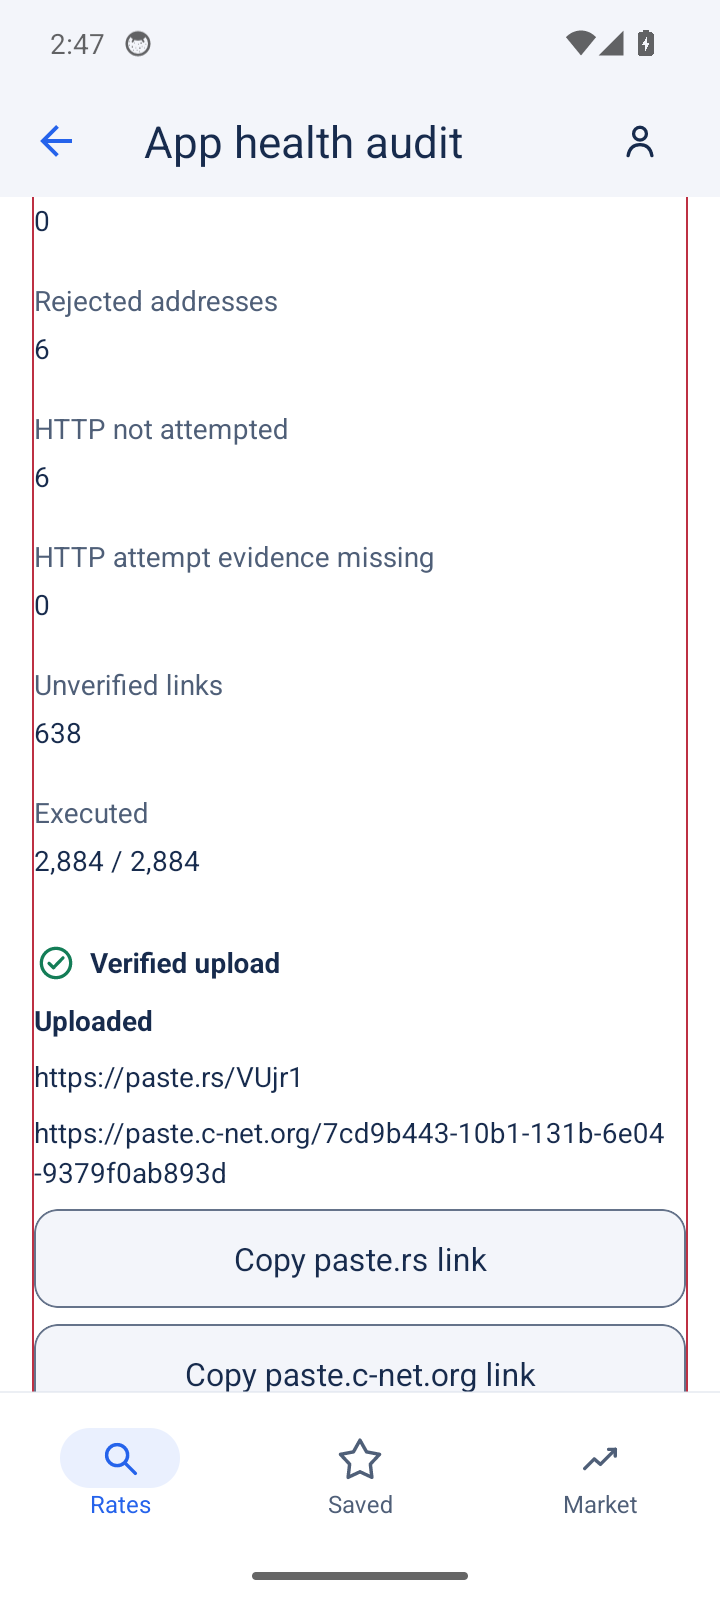 2:47
App health audit
0
Rejected addresses
6
HTTP not attempted
6
HTTP attempt evidence missing
0
Unverified links
638
Executed
2,884 / 2,884
Verified upload
Uploaded
https://paste.rs/VUjr1
https://paste.c-net.org/7cd9b443-10b1-131b-6e04
-9379f0ab893d
Copy paste.rs link
Copy paste.c-net.org link
Rates
Saved
Market